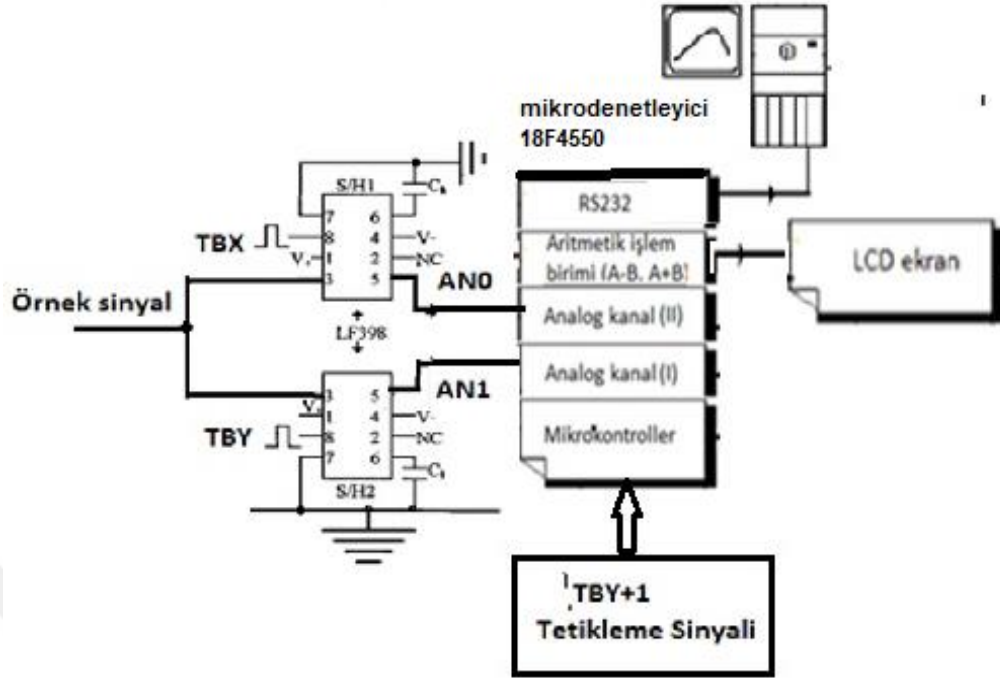 mikrodenetleyici
18F4550
S/H1
7 6
8 4 V-
1 2 NC
3 5
TBX
AN0
Örnek sinyal
LF398
3 5
1 4 V-
8 2 NC
7 6
TBY
AN1
S/H2
RS232
Aritmetik işlem
birimi (A-B, A+B)
Analog kanal (II)
Analog kanal (I)
Mikrokontroller
LCD ekran
TBY+1
Tetikleme Sinyali